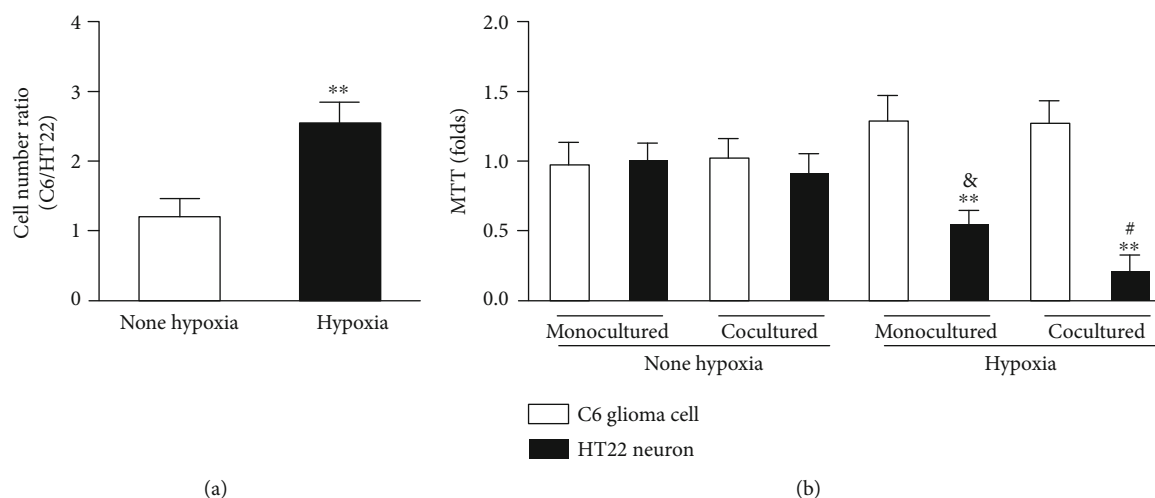 Cell number ratio
(C6/HT22)
4
3
2
1
0
**
None hypoxia
Hypoxia
(a)
MTT (folds)
2.0
1.5
1.0
0.5
0.0
&
**
#
**
Monocultured
Cocultured
Monocultured
Cocultured
None hypoxia
Hypoxia
C6 glioma cell
HT22 neuron
(b)